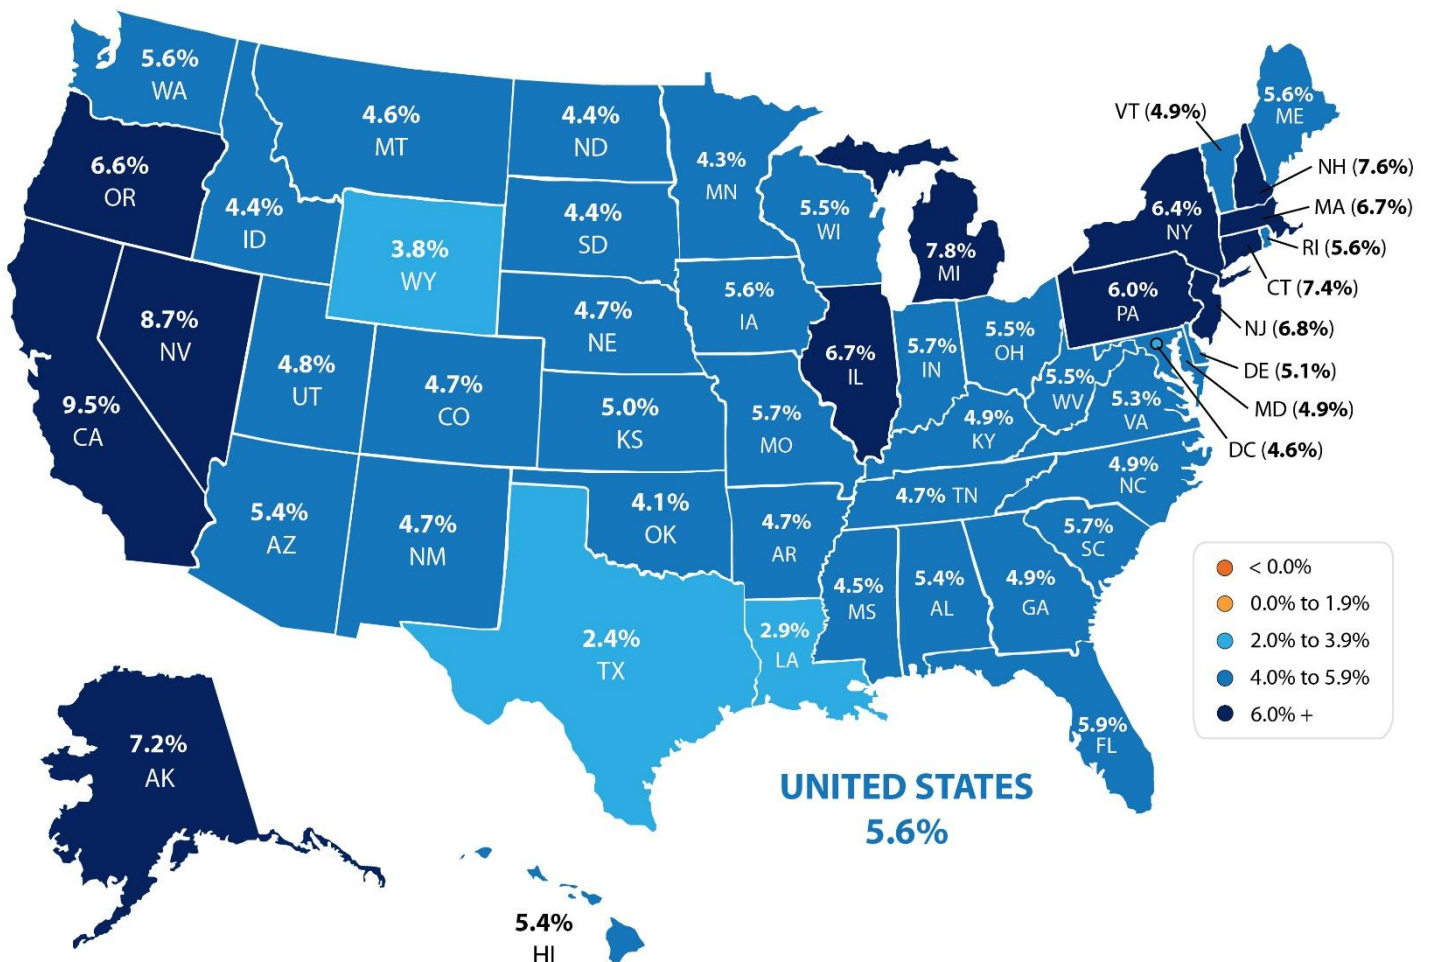 5.6%
WA
6.6%
OR
9.5%
CA
8.7%
NV
4.4%
ID
4.6%
MT
3.8%
WY
4.8%
UT
4.7%
CO
5.4%
AZ
4.7%
NM
4.4%
ND
4.4%
SD
4.7%
NE
5.0%
KS
4.1%
OK
2.4%
TX
4.3%
MN
5.6%
IA
5.7%
MO
4.7%
AR
2.9%
LA
5.5%
WI
6.7%
IL
7.8%
MI
5.7%
IN
5.5%
OH
4.9%
KY
4.7% TN
4.5%
MS
5.4%
AL
4.9%
GA
5.9%
FL
5.7%
SC
4.9%
NC
5.3%
VA
5.5%
WV
6.0%
PA
6.4%
NY
5.6%
ME
VT (4.9%)
NH (7.6%)
MA (6.7%)
RI (5.6%)
CT (7.4%)
NJ (6.8%)
DE (5.1%)
MD (4.9%)
DC (4.6%)
< 0.0%
0.0% to 1.9%
2.0% to 3.9%
4.0% to 5.9%
6.0% +
7.2%
AK
5.4%
HI
UNITED STATES
5.6%